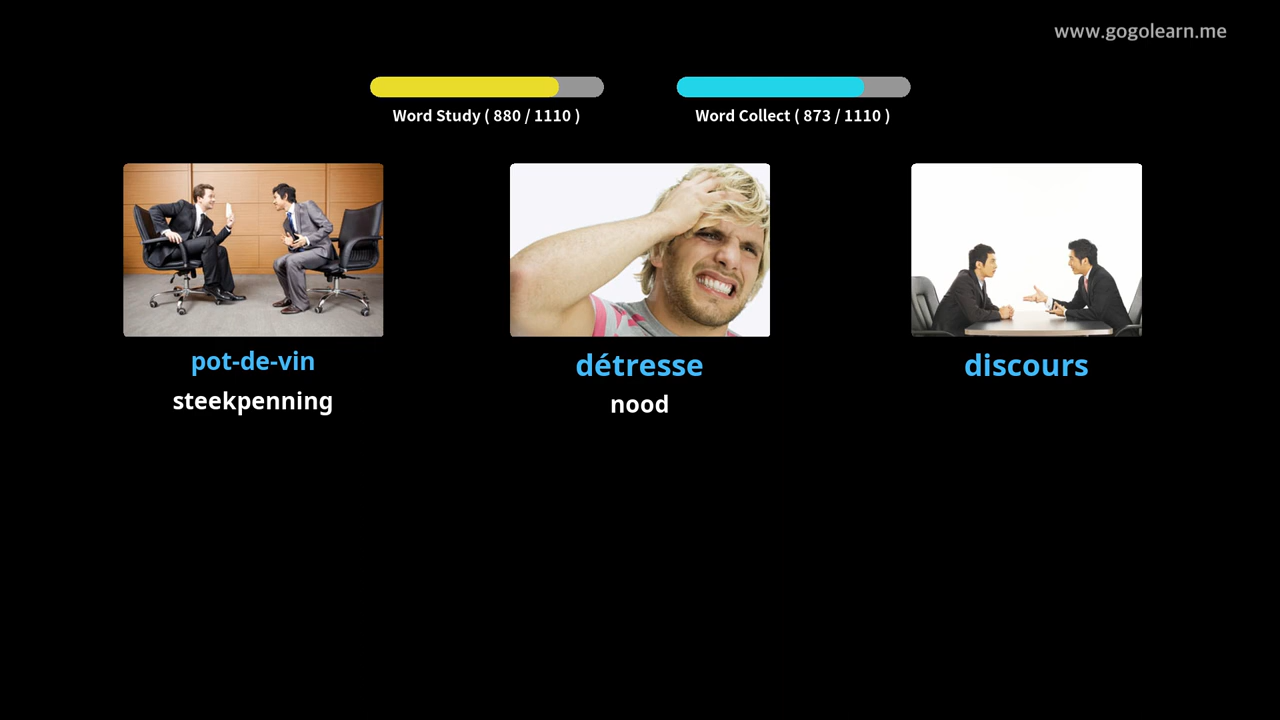 www.gogolearn.me
Word Study ( 880 / 1110 )
Word Collect ( 873 / 1110 )
pot-de-vin
steekpenning
détresse
nood
discours